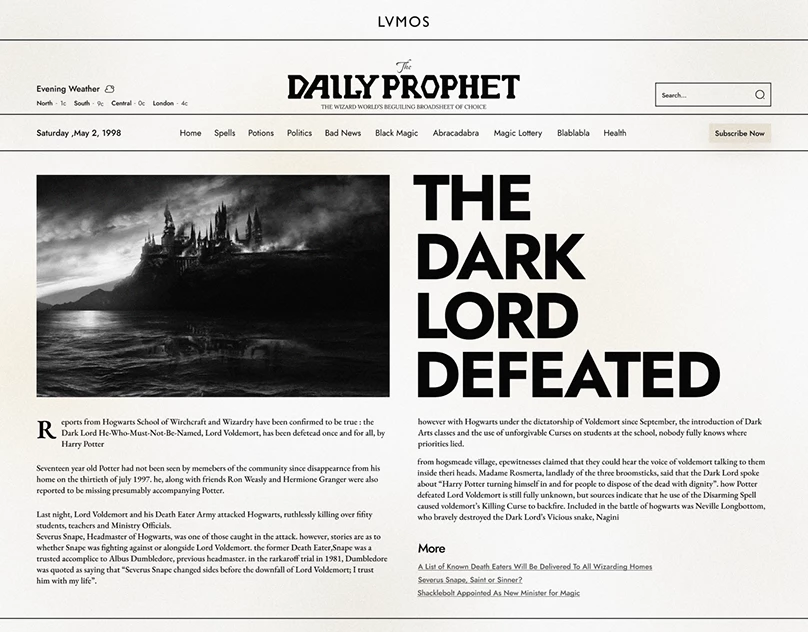 LVMOS
The
DAILY PROPHET
THE WIZARD WORLD'S BEGUILING BROADSHEET OF CHOICE
Evening Weather
North · 1c South · 9c Central · 0c London · 4c
Search...
Saturday ,May 2, 1998
Home Spells Potions Politics Bad News Black Magic Abracadabra Magic Lottery Blablabla Health
Subscribe Now
THE
DARK
LORD
DEFEATED
Reports from Hogwarts School of Wirchcraft and Wizardry have been confirmed to be true : the
Dark Lord He-Who-Must-Not-Be-Named, Lord Voldemort, has been defetead once and for all, by
Harry Potter
Seventeen year old Potter had not been seen by memebers of the community since disappearnce from his
home on the thirtieth of july 1997. he, along with friends Ron Weasly and Hermione Granger were also
reported to be missing presumably accompanying Potter.
Last night, Lord Voldemort and his Death Eater Army attacked Hogwarts, ruthlessly killing over fifity
students, teachers and Ministry Officials.
Severus Snape, Headmaster of Hogwarts, was one of those caught in the attack. however, stories are as to
whether Snape was fighting against or alongside Lord Voldemort. the former Death Eater,Snape was a
trusted accomplice to Albus Dumbledore, previous headmaster. in the rarkaroff trial in 1981, Dumbledore
was quoted as saying that "Severus Snape changed sides before the downfall of Lord Voldemort; I trust
him with my life".
however with Hogwarts under the dictatorship of Voldemort since September, the introduction of Dark
Arts classes and the use of unforgivable Curses on students at the school, nobody fully knows where
priorities lied.
from hogsmeade village, epewitnesses claimed that they could hear the voice of voldemort talking to them
inside theri heads. Madame Rosmerta, landlady of the three broomsticks, said that the Dark Lord spoke
about "Harry Potter turning himself in and for people to dispose of the dead with dignity". how Potter
defeated Lord Voldemort is still fully unknown, but sources indicate that he use of the Disarming Spell
caused voldemort's Killing Curse to backfire. Included in the battle of hogwarts was Neville Longbottom,
who bravely destroyed the Dark Lord's Vicious snake, Nagini
More
A List of Known Death Eaters Will Be Delivered To All Wizarding Homes
Severus Snape, Saint or Sinner?
Shacklebolt Appointed As New Minister for Magic